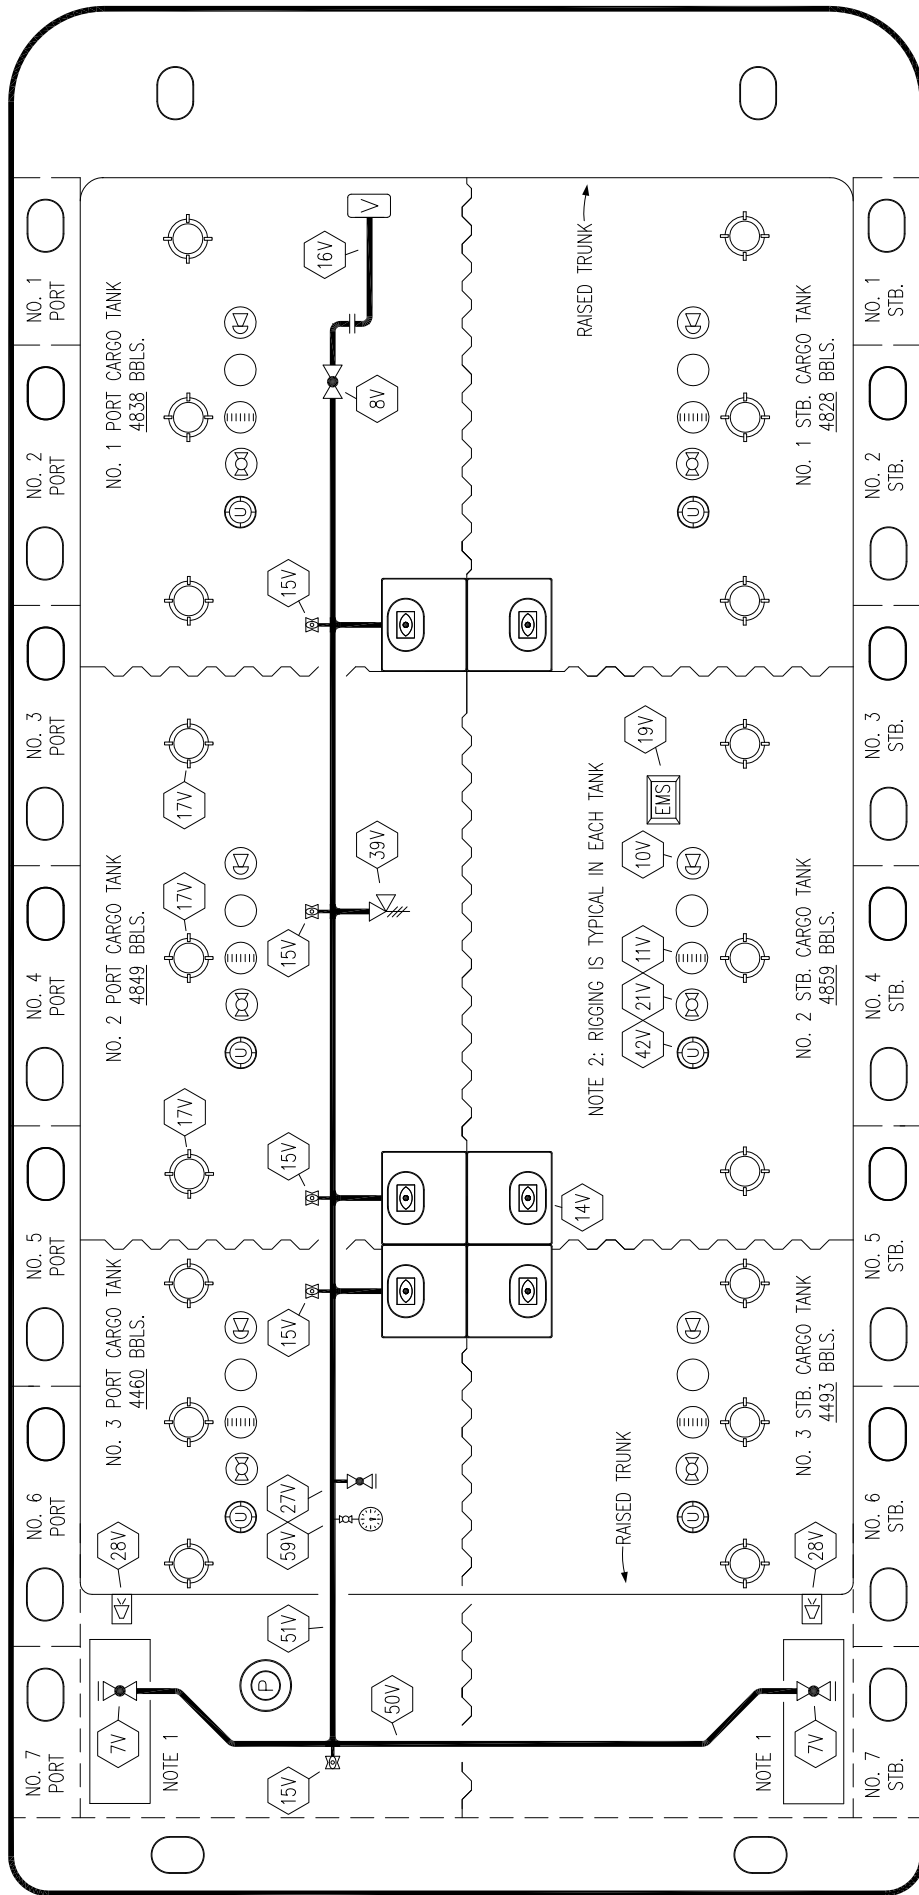 NO. 1
PORT
NO. 2
PORT
NO. 3
PORT
NO. 4
PORT
NO. 5
PORT
NO. 6
PORT
NO. 7
PORT
NO. 1 PORT CARGO TANK
4838 BBLS.
U
16V
V
8V
15V
RAISED TRUNK
NO. 1 STB. CARGO TANK
4828 BBLS.
U
NO. 2 PORT CARGO TANK
4849 BBLS.
17V
17V
17V
U
15V
39V
15V
14V
NOTE 2: RIGGING IS TYPICAL IN EACH TANK
19V
EMS
10V
11V
21V
42V
U
NO. 2 STB. CARGO TANK
4859 BBLS.
NO. 3 PORT CARGO TANK
4460 BBLS.
U
15V
27V
59V
51V
RAISED TRUNK
U
NO. 3 STB. CARGO TANK
4493 BBLS.
28V
28V
7V
NOTE 1
P
15V
50V
NOTE 1
7V
NO. 1
STB.
NO. 2
STB.
NO. 3
STB.
NO. 4
STB.
NO. 5
STB.
NO. 6
STB.
NO. 7
STB.